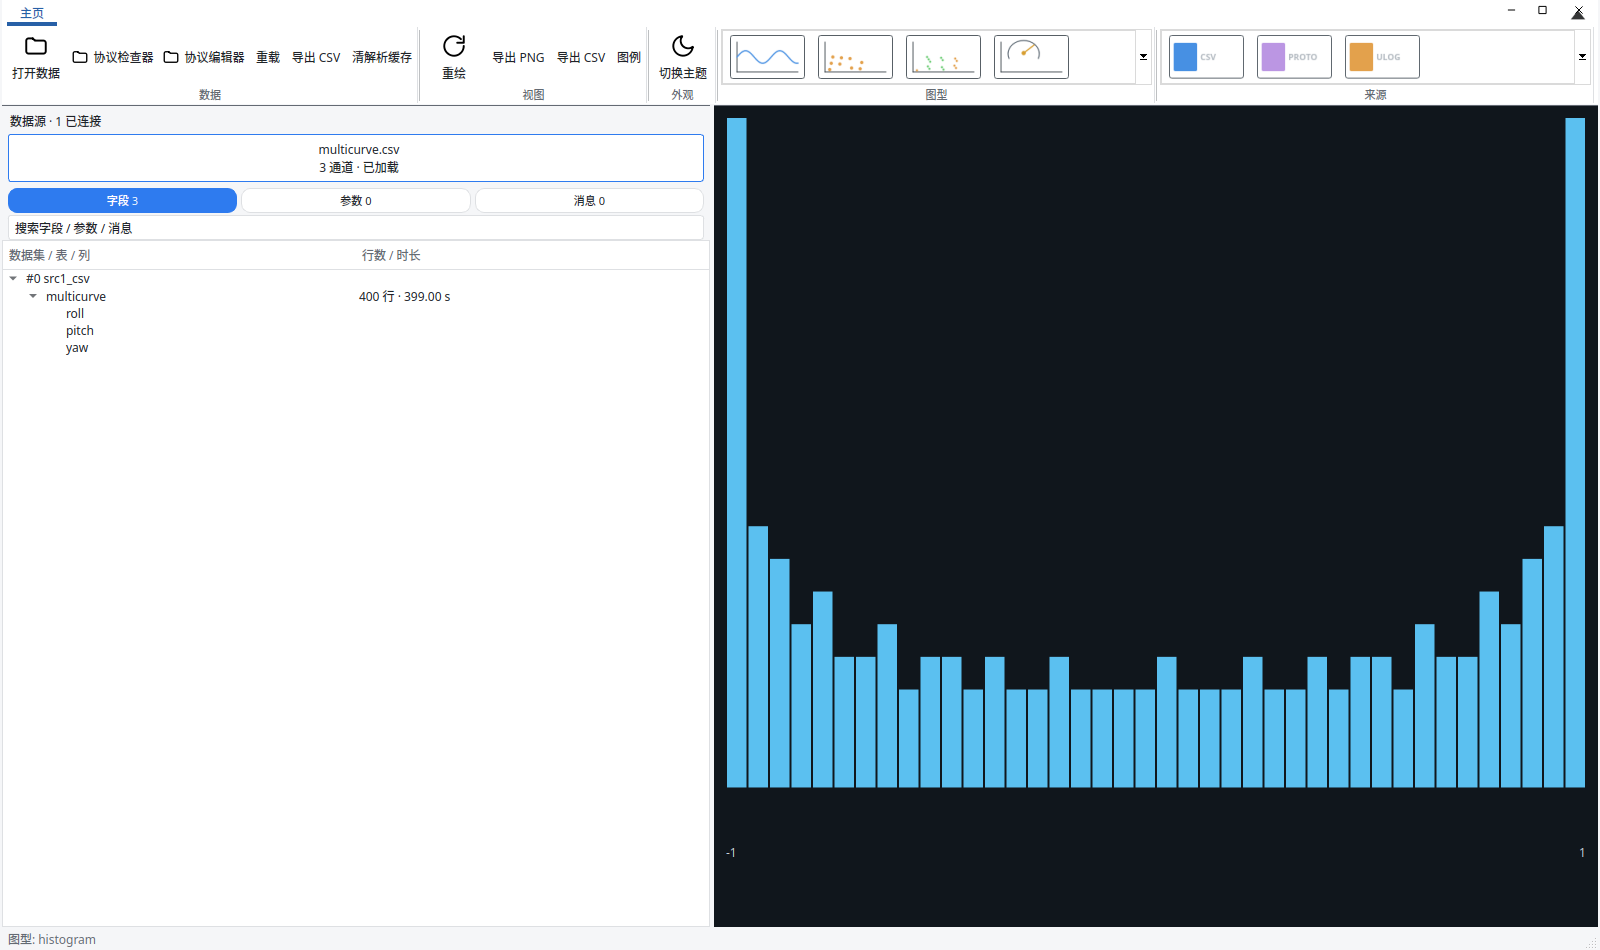 主页
打开数据
协议检查器
协议编辑器
重载
导出 CSV
清解析缓存
数据
重绘
导出 PNG
导出 CSV
图例
视图
切换主题
外观
图型
CSV
PROTO
ULOG
来源
数据源 · 1 已连接
multicurve.csv
3 通道 · 已加载
字段 3
参数 0
消息 0
搜索字段 / 参数 / 消息
数据集 / 表 / 列
行数 / 时长
#0 src1_csv
multicurve
400 行 · 399.00 s
roll
pitch
yaw
-1
1
图型: histogram